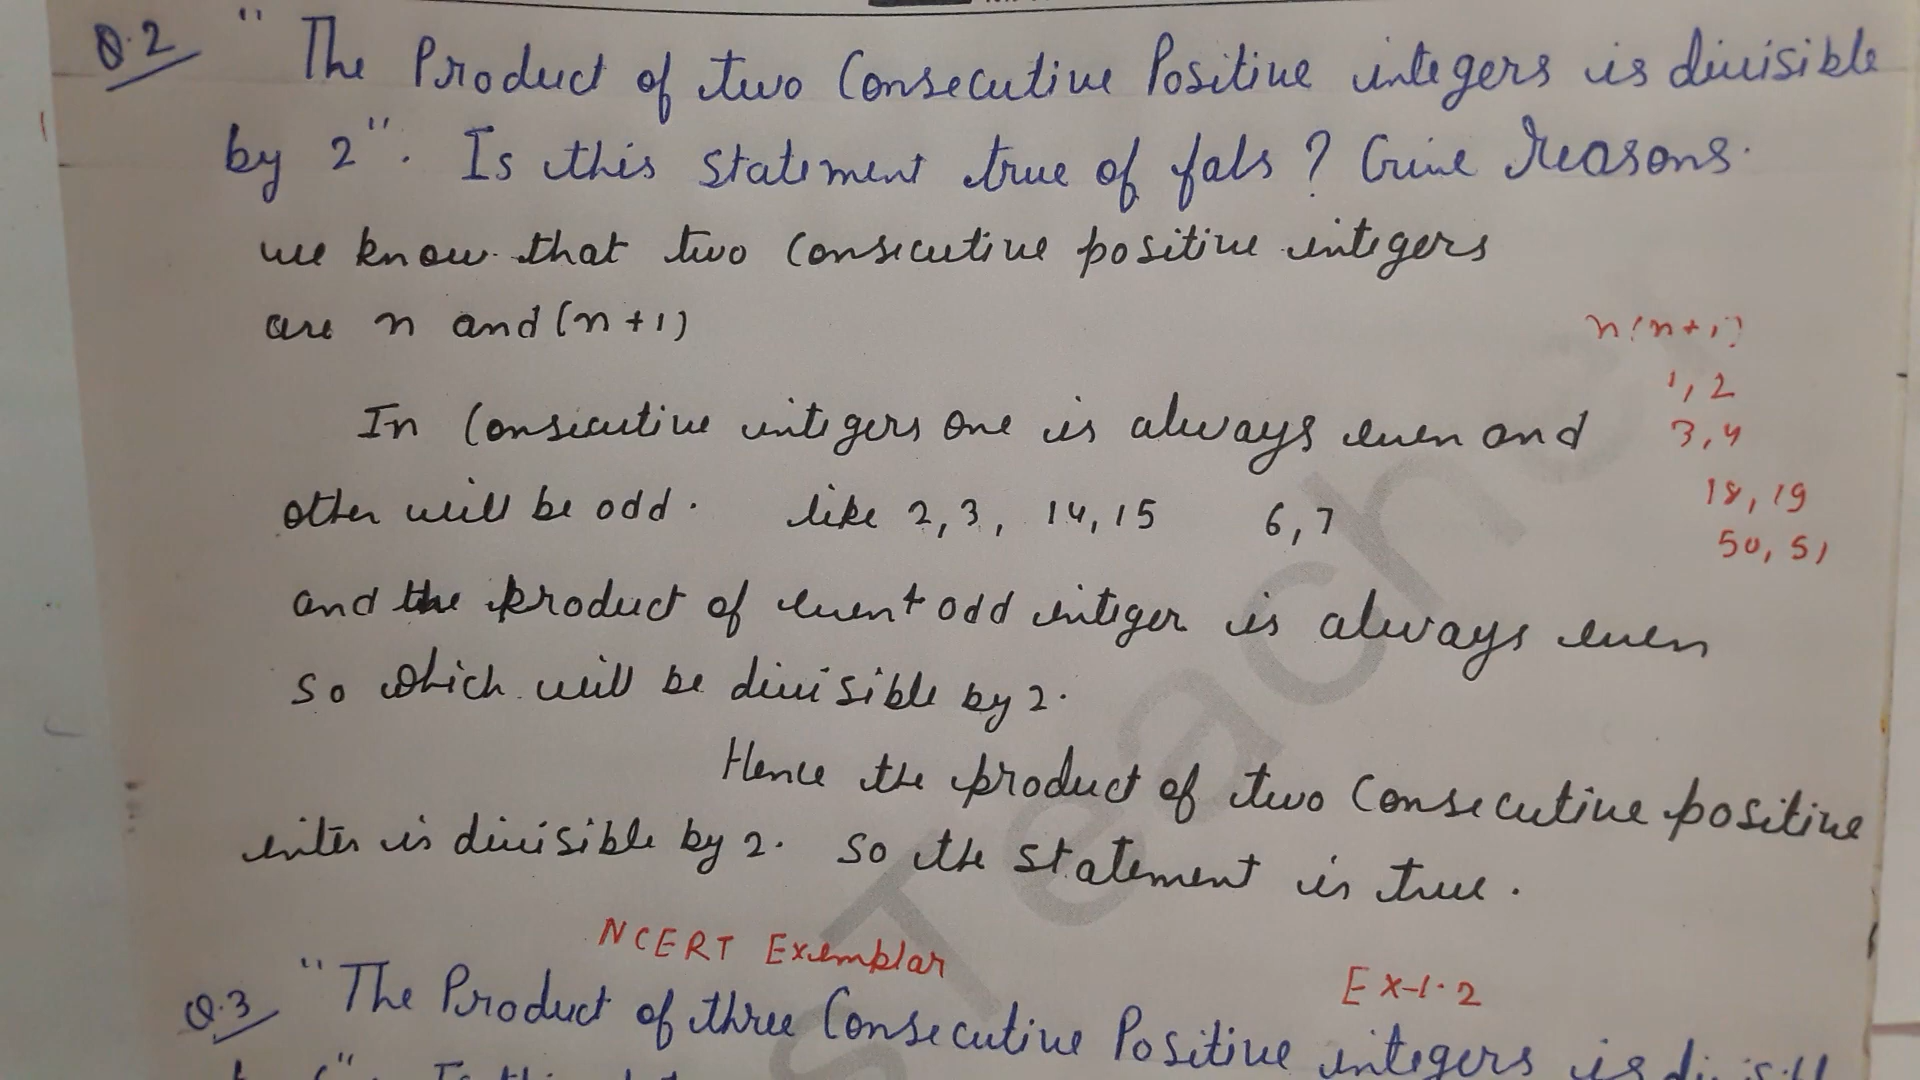 Q.2 "The Product of two Consecutive Positive integers is divisible
by 2". Is this statement true of fals? Give Reasons.
we know that two consecutive positive integers
are n and (n+1)
n(n+1)
1, 2
In Consecutive integers one is always even and
3, 4
other will be odd. like 2, 3, 14, 15 6, 7
18, 19
50, 51
and the product of even + odd integer is always even
so which will be divisible by 2.
Hence the product of two consecutive positive
inter is divisible by 2. So the statement is true.
NCERT Exemplar
Ex-1.2
Q.3 "The Product of three Consecutive Positive integers is
Teach